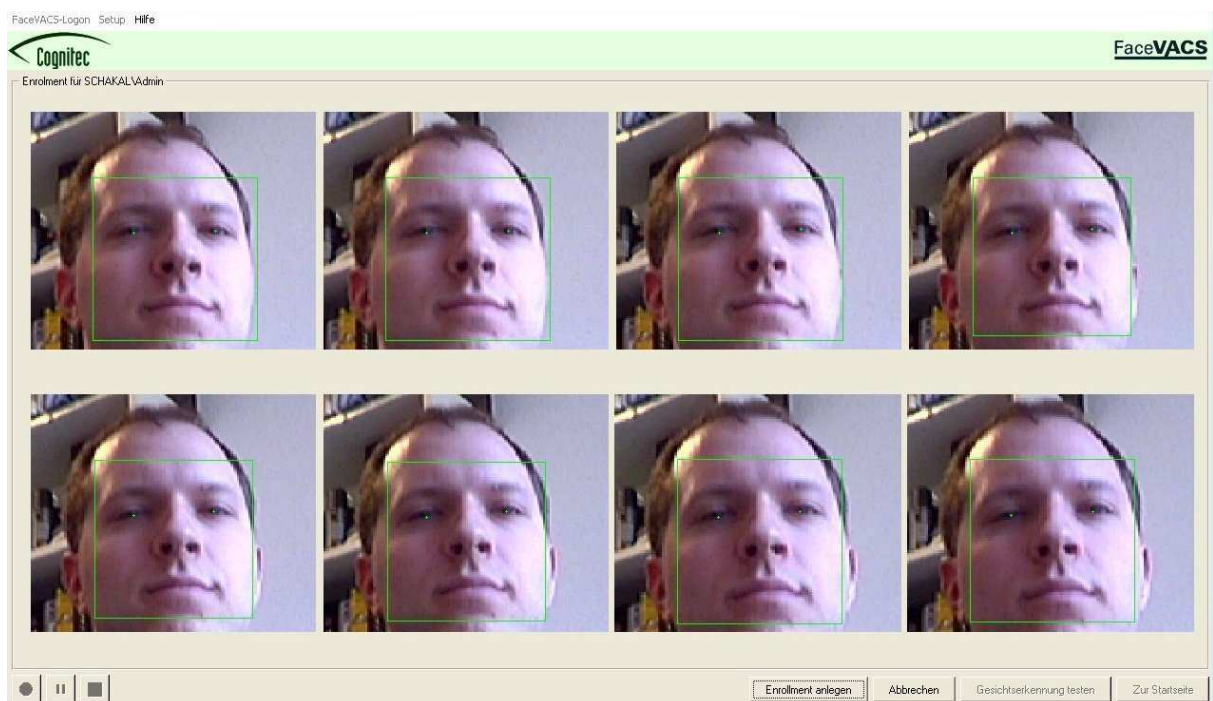 FaceVACS-Logon Setup Hilfe
Cognitec
FaceVACS
Enrolment für SCHAKAL\Admin
Enrollment anlegen Abbrechen Gesichtserkennung testen Zur Startseite